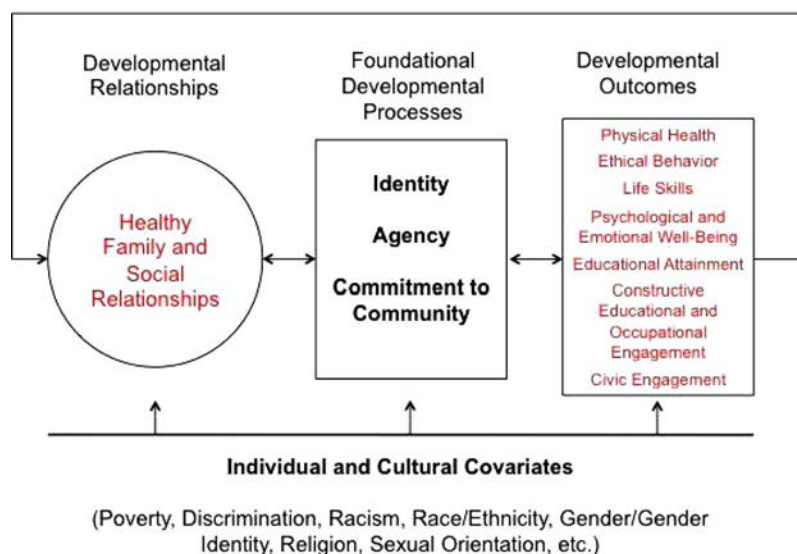 Developmental
Relationships
Foundational
Developmental
Processes
Developmental
Outcomes
Healthy
Family and
Social
Relationships
Identity
Agency
Commitment to
Community
Physical Health
Ethical Behavior
Life Skills
Psychological and
Emotional Well-Being
Educational Attainment
Constructive
Educational and
Occupational
Engagement
Civic Engagement
Individual and Cultural Covariates
(Poverty, Discrimination, Racism, Race/Ethnicity, Gender/Gender
Identity, Religion, Sexual Orientation, etc.)